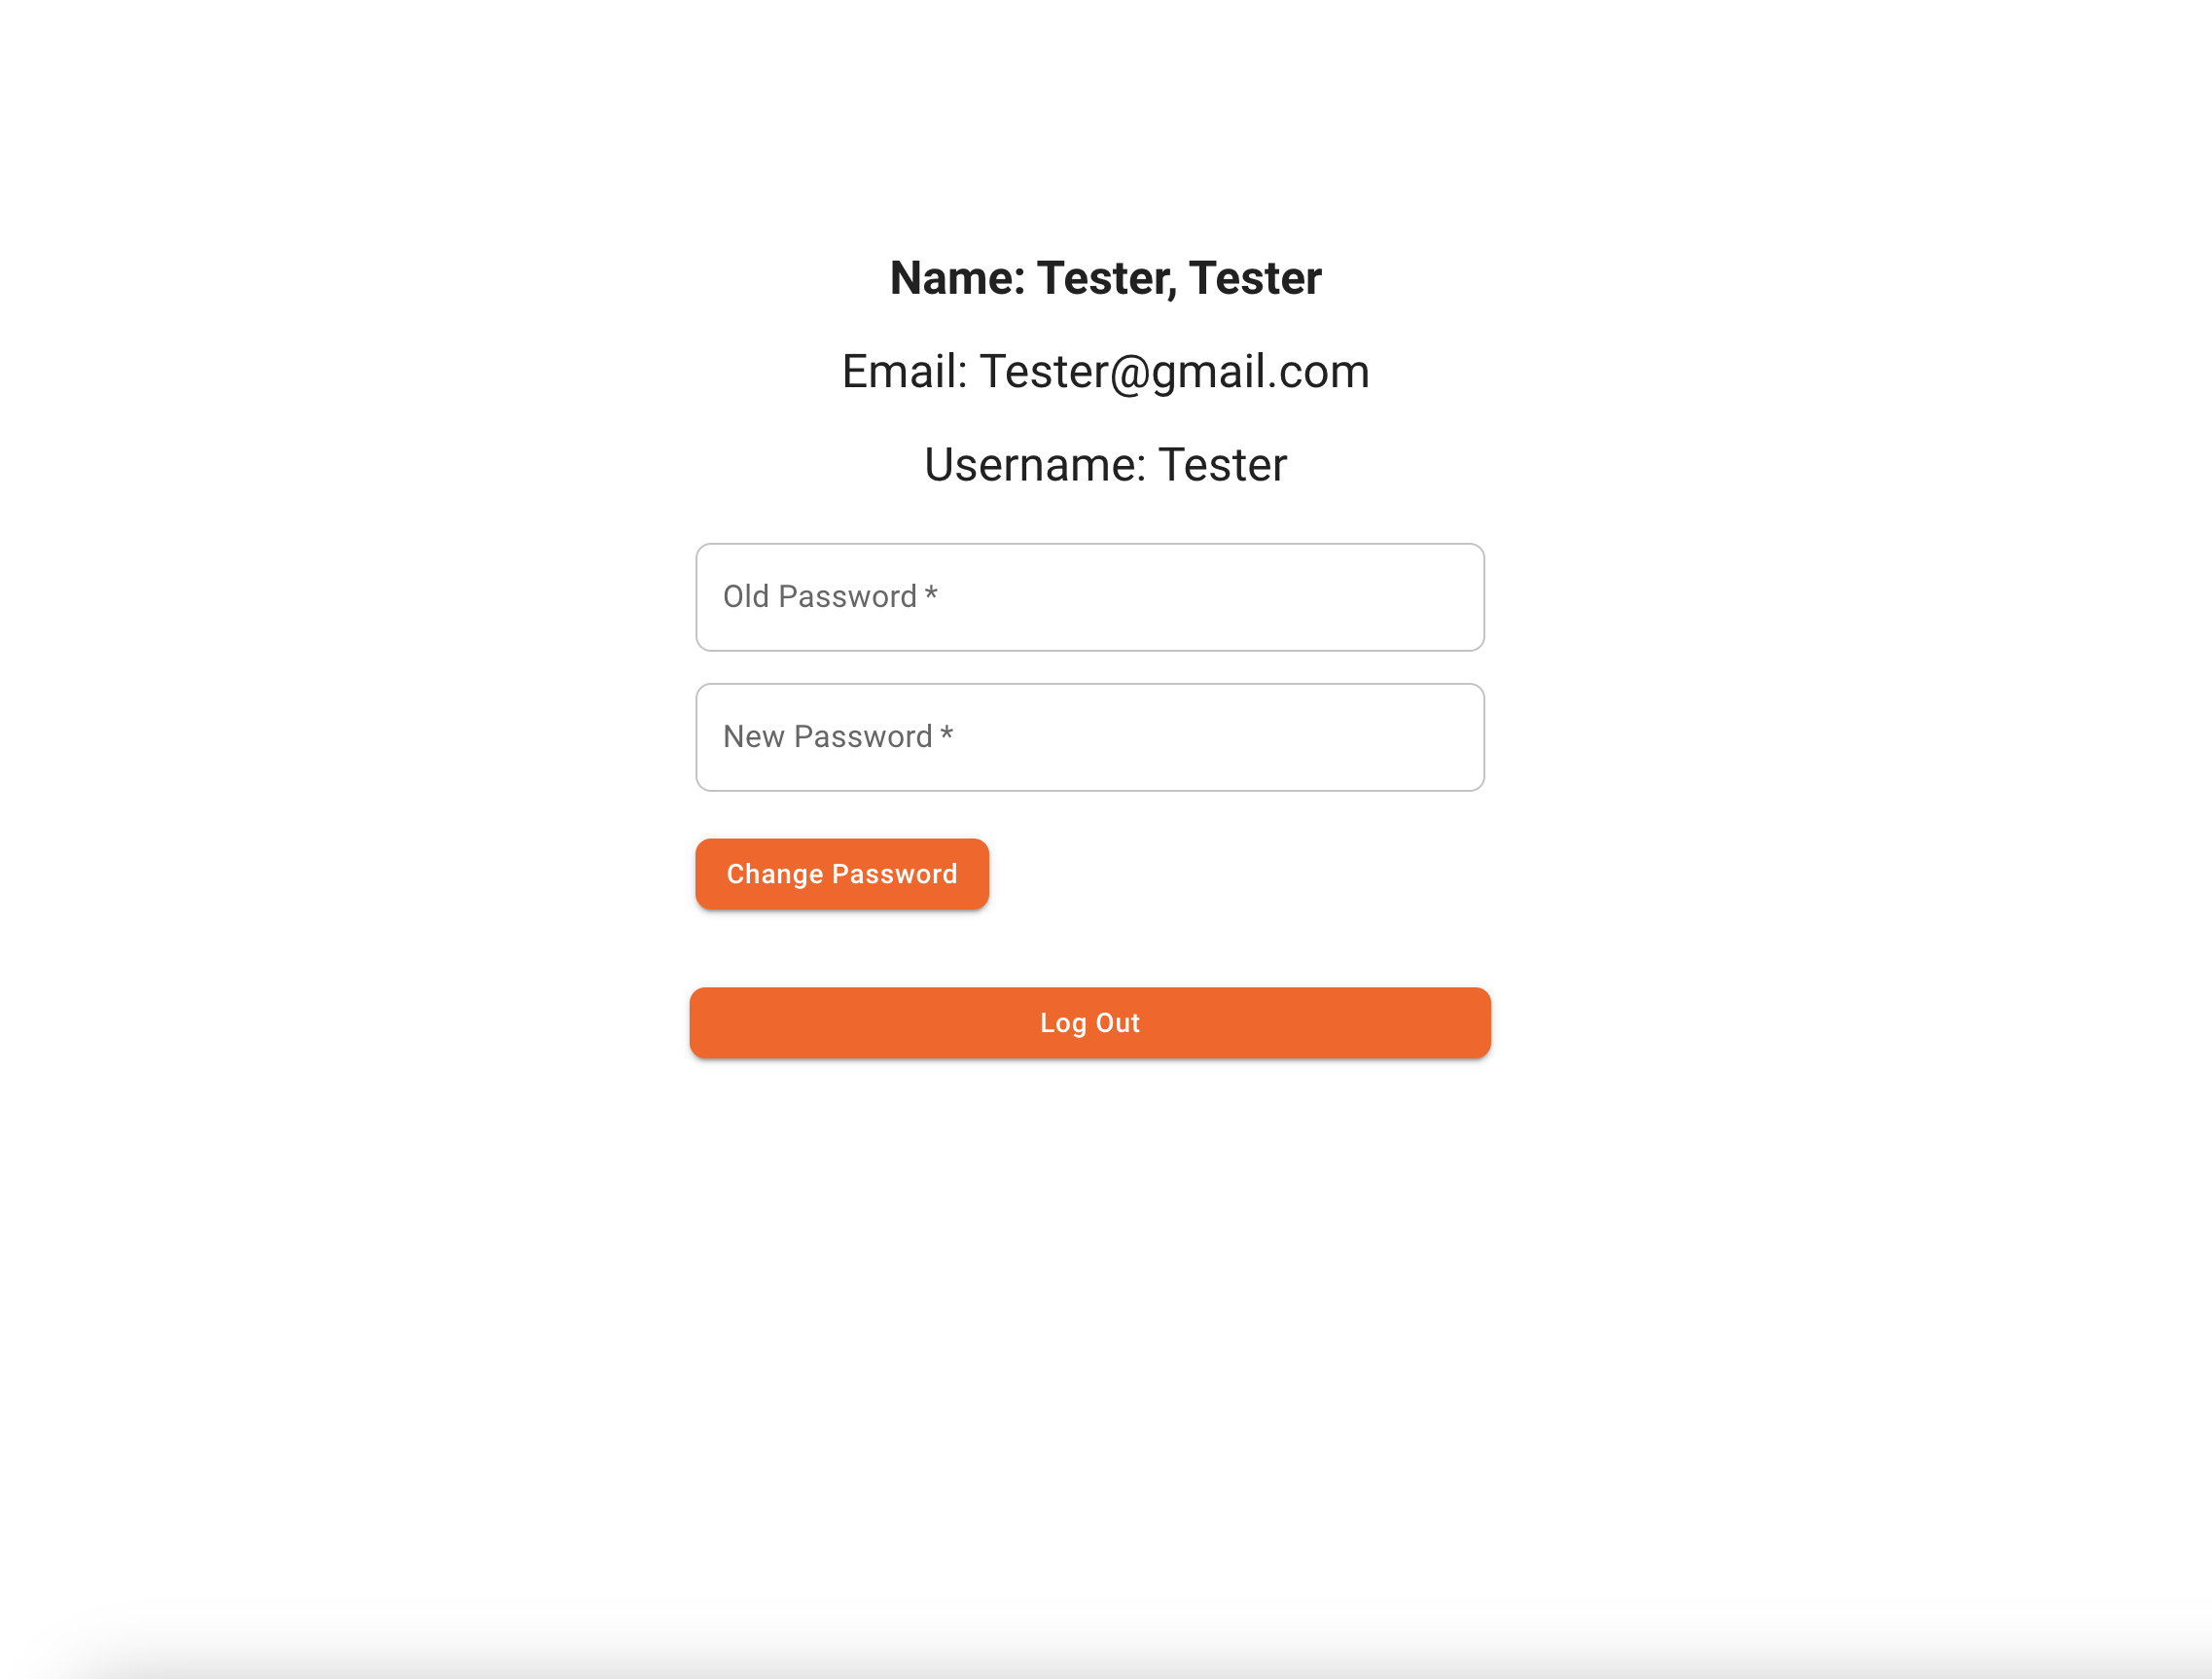 Name: Tester, Tester
Email: Tester@gmail.com
Username: Tester
Old Password *
New Password *
Change Password
Log Out